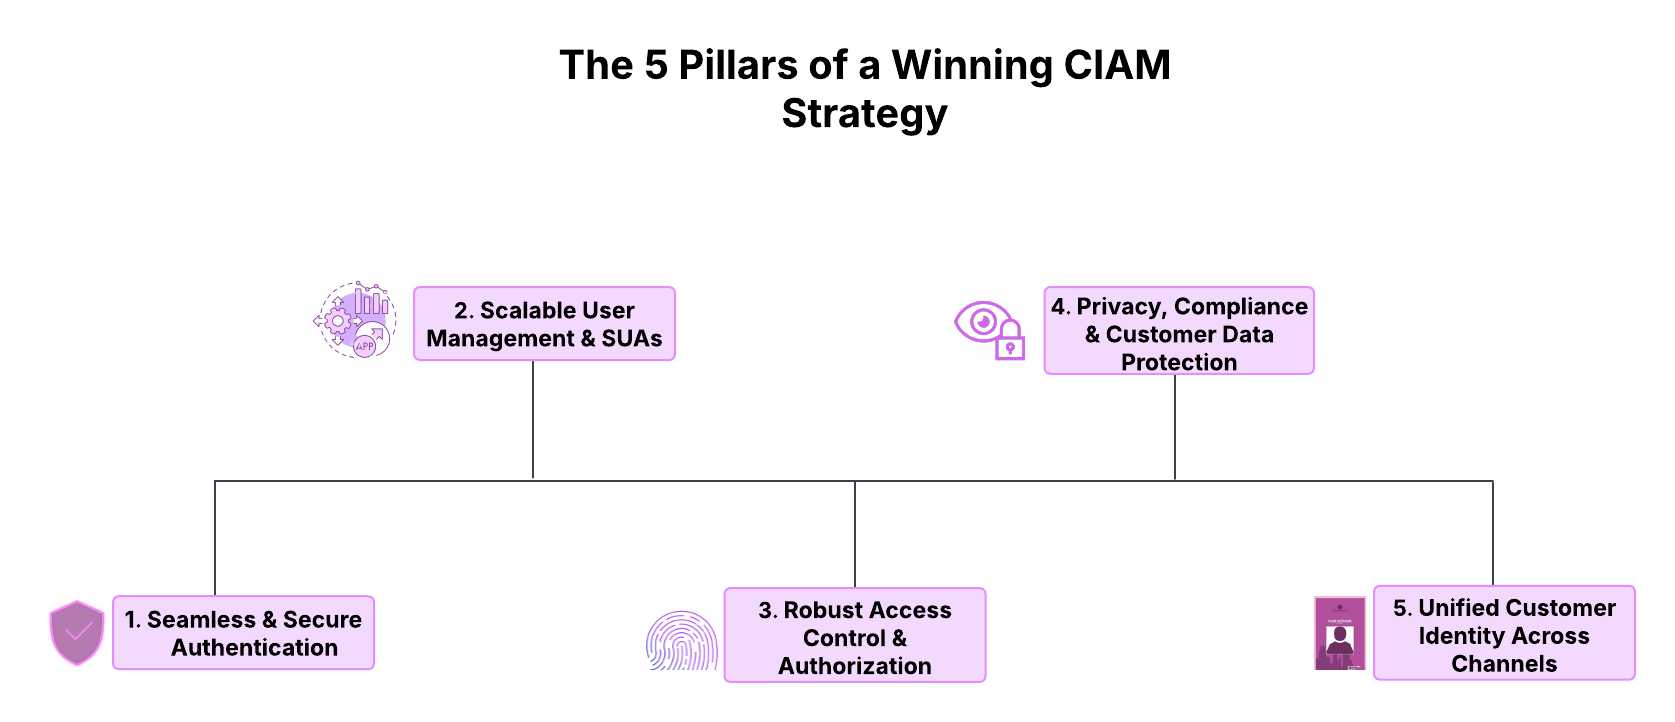 The 5 Pillars of a Winning CIAM
Strategy
2. Scalable User
Management & SUAs
APP
4. Privacy, Compliance
& Customer Data
Protection
1. Seamless & Secure
Authentication
3. Robust Access
Control &
Authorization
5. Unified Customer
Identity Across
Channels